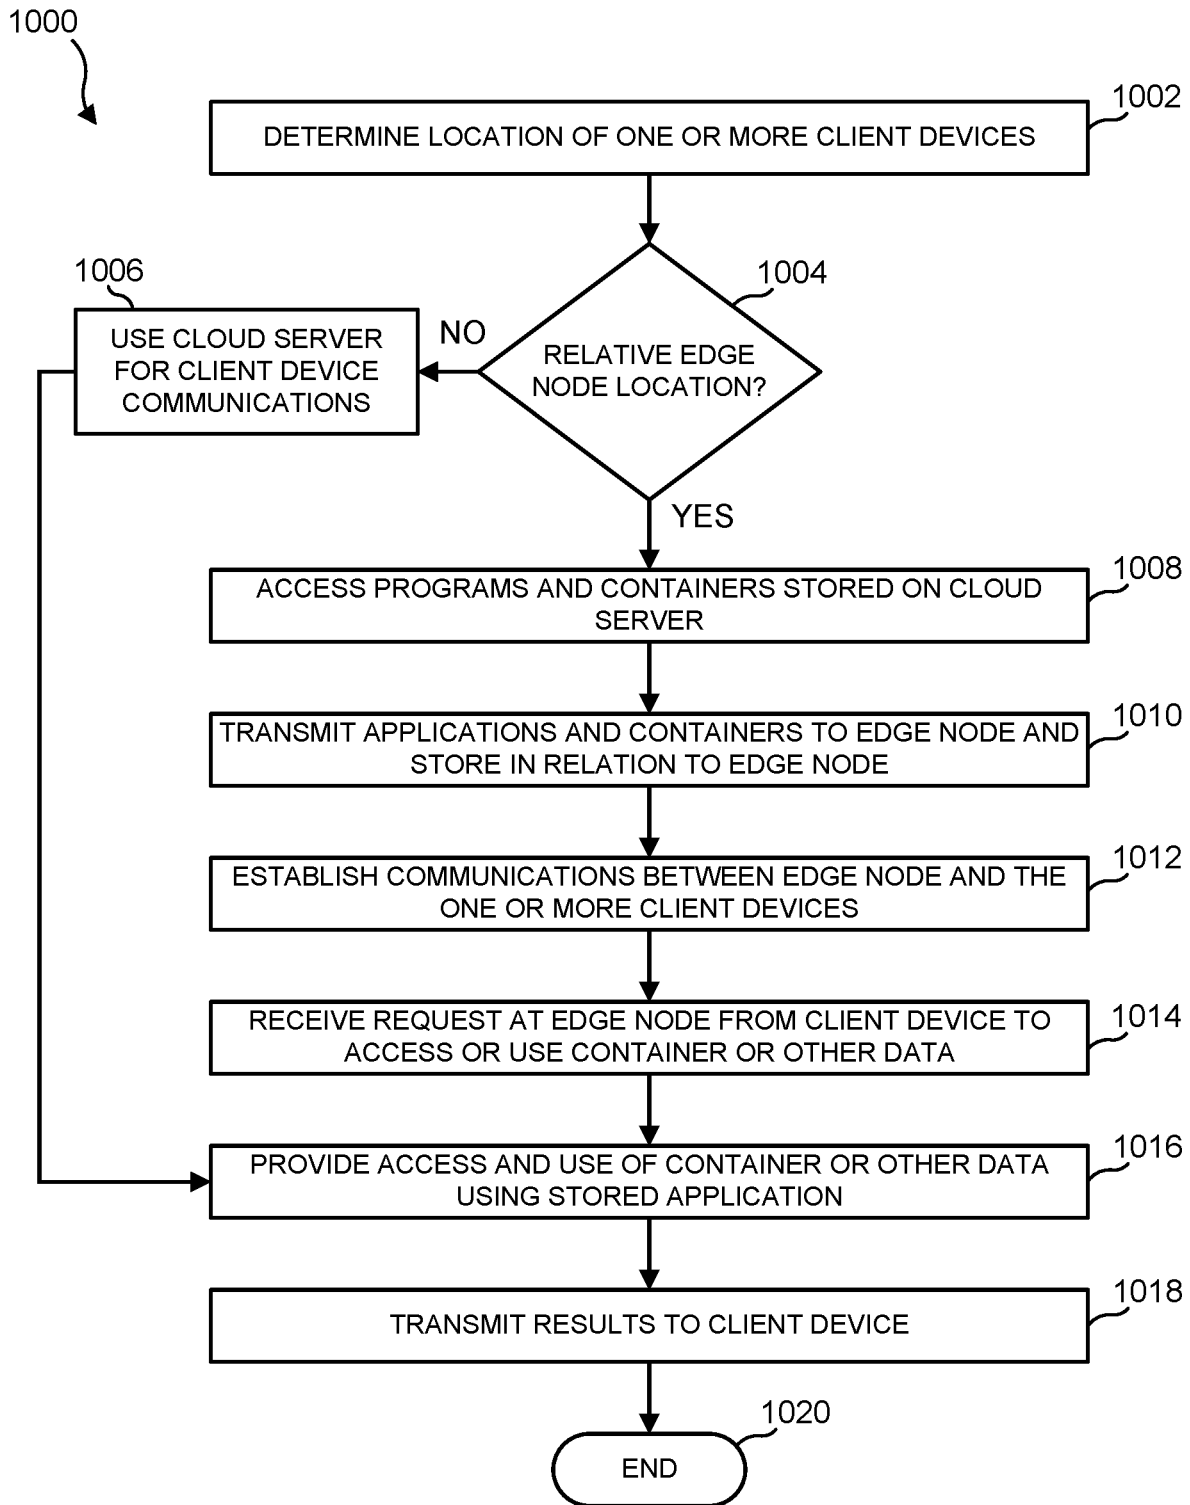 1000
1002
DETERMINE LOCATION OF ONE OR MORE CLIENT DEVICES
1004
RELATIVE EDGE
NODE LOCATION?
NO
1006
USE CLOUD SERVER
FOR CLIENT DEVICE
COMMUNICATIONS
YES
1008
ACCESS PROGRAMS AND CONTAINERS STORED ON CLOUD
SERVER
1010
TRANSMIT APPLICATIONS AND CONTAINERS TO EDGE NODE AND
STORE IN RELATION TO EDGE NODE
1012
ESTABLISH COMMUNICATIONS BETWEEN EDGE NODE AND THE
ONE OR MORE CLIENT DEVICES
1014
RECEIVE REQUEST AT EDGE NODE FROM CLIENT DEVICE TO
ACCESS OR USE CONTAINER OR OTHER DATA
1016
PROVIDE ACCESS AND USE OF CONTAINER OR OTHER DATA
USING STORED APPLICATION
1018
TRANSMIT RESULTS TO CLIENT DEVICE
1020
END